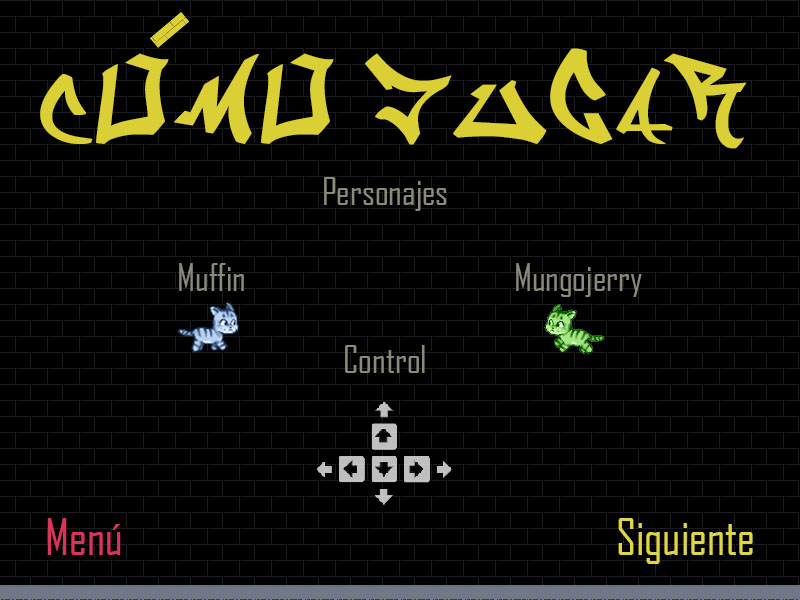 CÓMO JUGAR
Personajes
Muffin
Mungojerry
Control
Menú
Siguiente